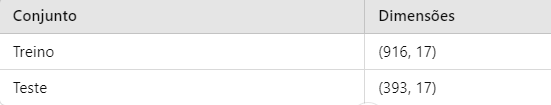 Conjunto Dimensões
Treino (916, 17)
Teste (393, 17)